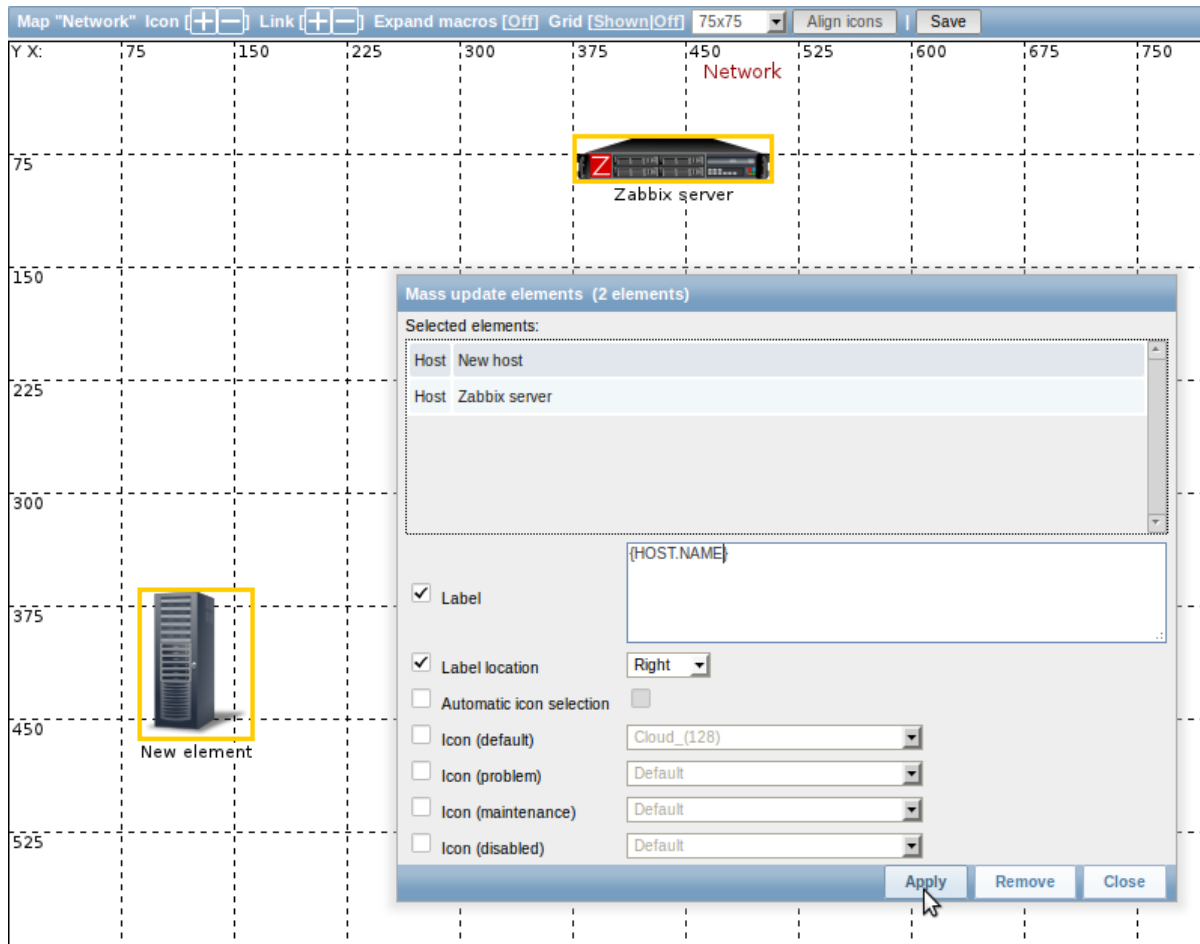 Map "Network" Icon [+|-] Link [+|-] Expand macros [Off] Grid [Shown|Off] 75x75 Align icons | Save
Y X: 75 150 225 300 375 450 525 600 675 750
Network
75
Z
Zabbix server
150
Mass update elements (2 elements)
Selected elements:
Host New host
225
Host Zabbix server
300
{HOST.NAME}
Label
375
Label location Right
Automatic icon selection
450
Icon (default) Cloud_(128)
New element
Icon (problem) Default
Icon (maintenance) Default
525
Icon (disabled) Default
Apply Remove Close